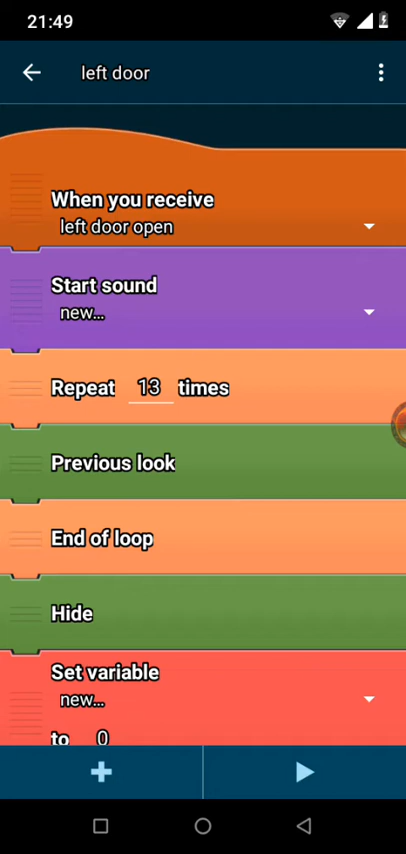 21:49
left door
When you receive
left door open
Start sound
new...
Repeat 13 times
Previous look
End of loop
Hide
Set variable
new...
to 0